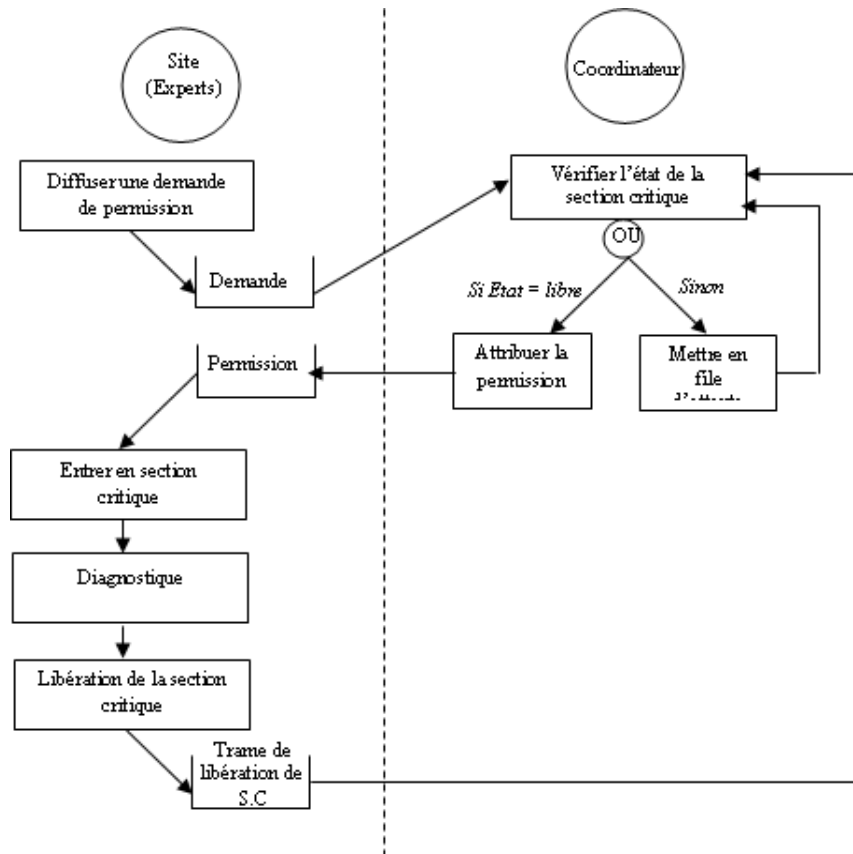 Site
(Experts)
Coordinateur
Diffuser une demande
de permission
Vérifier l'état de la
section critique
OU
Demande
Si Etat = libre
Sinon
Permission
Attribuer la
permission
Mettre en
file
Entrer en section
critique
Diagnostique
Libération de la section
critique
Trame de
libération de
S.C